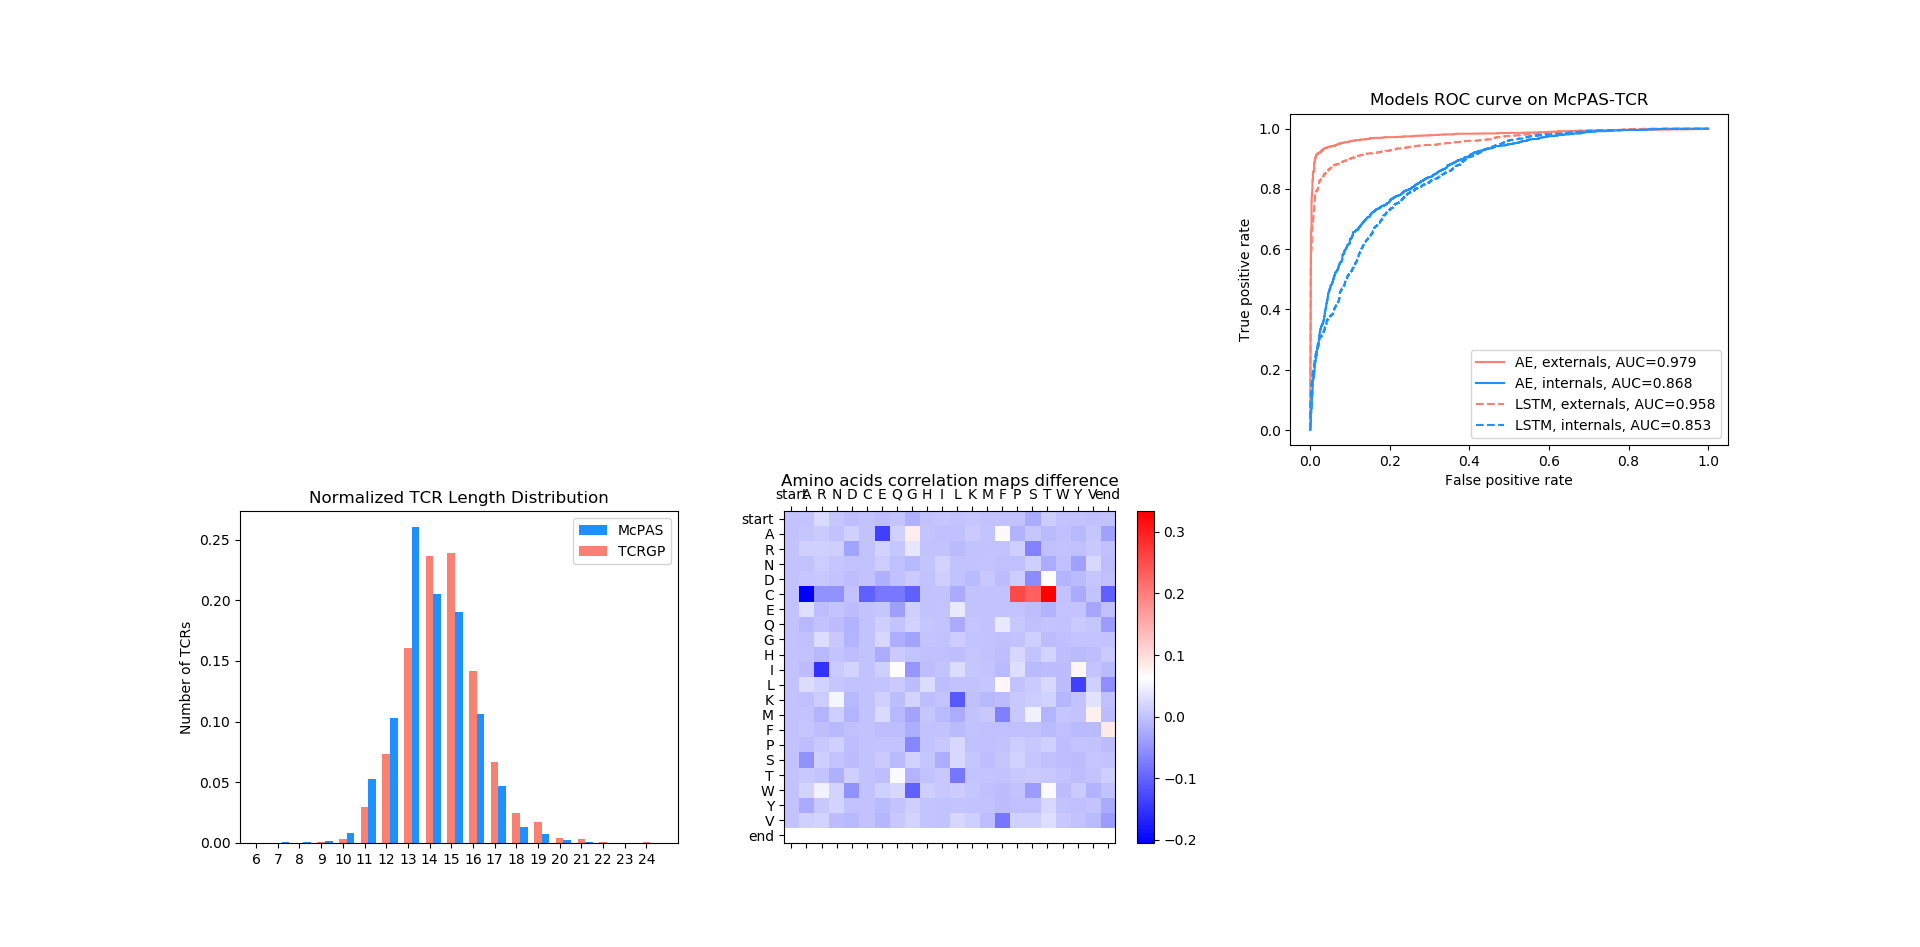 Models ROC curve on McPAS-TCR
1.0
0.8
0.6
0.4
0.2
0.0
True positive rate
AE, externals, AUC=0.979
AE, internals, AUC=0.868
LSTM, externals, AUC=0.958
LSTM, internals, AUC=0.853
0.0 0.2 0.4 0.6 0.8 1.0
False positive rate
Normalized TCR Length Distribution
McPAS
TCRGP
0.25
0.20
0.15
0.10
0.05
0.00
Number of TCRs
6 7 8 9 10 11 12 13 14 15 16 17 18 19 20 21 22 23 24
Amino acids correlation maps difference
start A R N D C E Q G H I L K M F P S T W Y V end
start
A
R
N
D
C
E
Q
G
H
I
L
K
M
F
P
S
T
W
Y
V
end
0.3
0.2
0.1
0.0
−0.1
−0.2